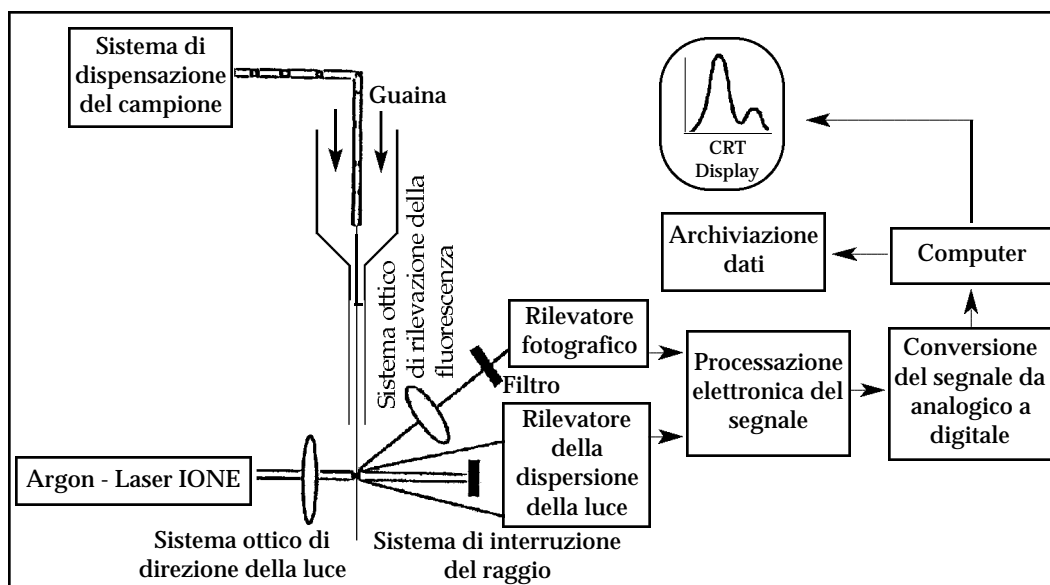 Sistema di
dispensazione
del campione
Guaina
CRT
Display
Archiviazione
dati
Computer
Sistema ottico
di rilevazione della
fluorescenza
Rilevatore
fotografico
Filtro
Processazione
elettronica del
segnale
Conversione
del segnale da
analogico a
digitale
Rilevatore
della
dispersione
della luce
Argon - Laser IONE
Sistema ottico di
direzione della luce
Sistema di interruzione
del raggio